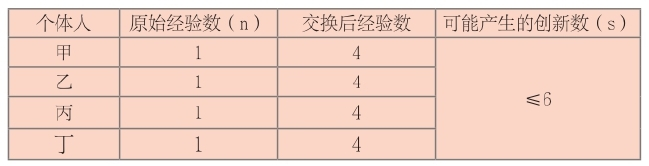 个体人 原始经验数（n） 交换后经验数 可能产生的创新数（s）
甲 1 4
乙 1 4
≤6
丙 1 4
丁 1 4